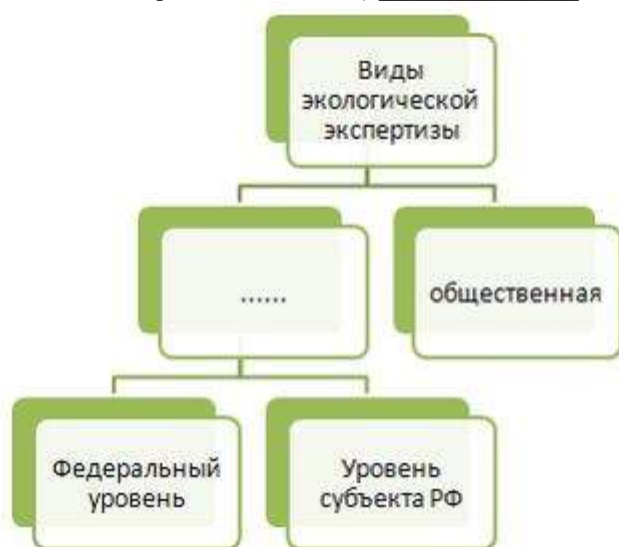 Виды
экологической
экспертизы
......
общественная
Федеральный
уровень
Уровень
субъекта РФ